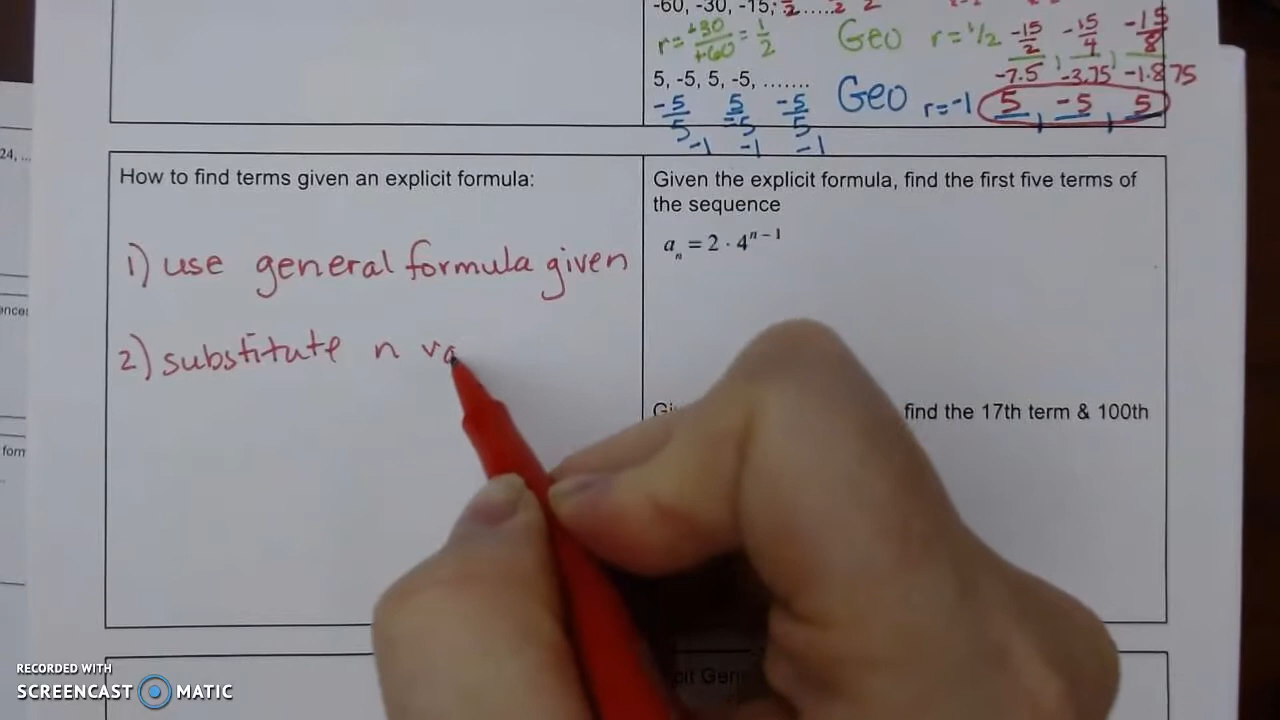 -60, -30, -15,
r = +30/+60 = 1/2 Geo r = 1/2 -15/2 , -15/4 , -15/8
-7.5 -3.75 -1.875
5, -5, 5, -5, .......
-5/5 5/-5 -5/5 Geo r = -1 5 , -5 , 5
-1 -1 -1
24, ...
How to find terms given an explicit formula:
1) use general formula given
2) substitute n va
Given the explicit formula, find the first five terms of
the sequence
aₙ = 2 · 4ⁿ⁻¹
find the 17th term & 100th
RECORDED WITH
SCREENCAST MATIC